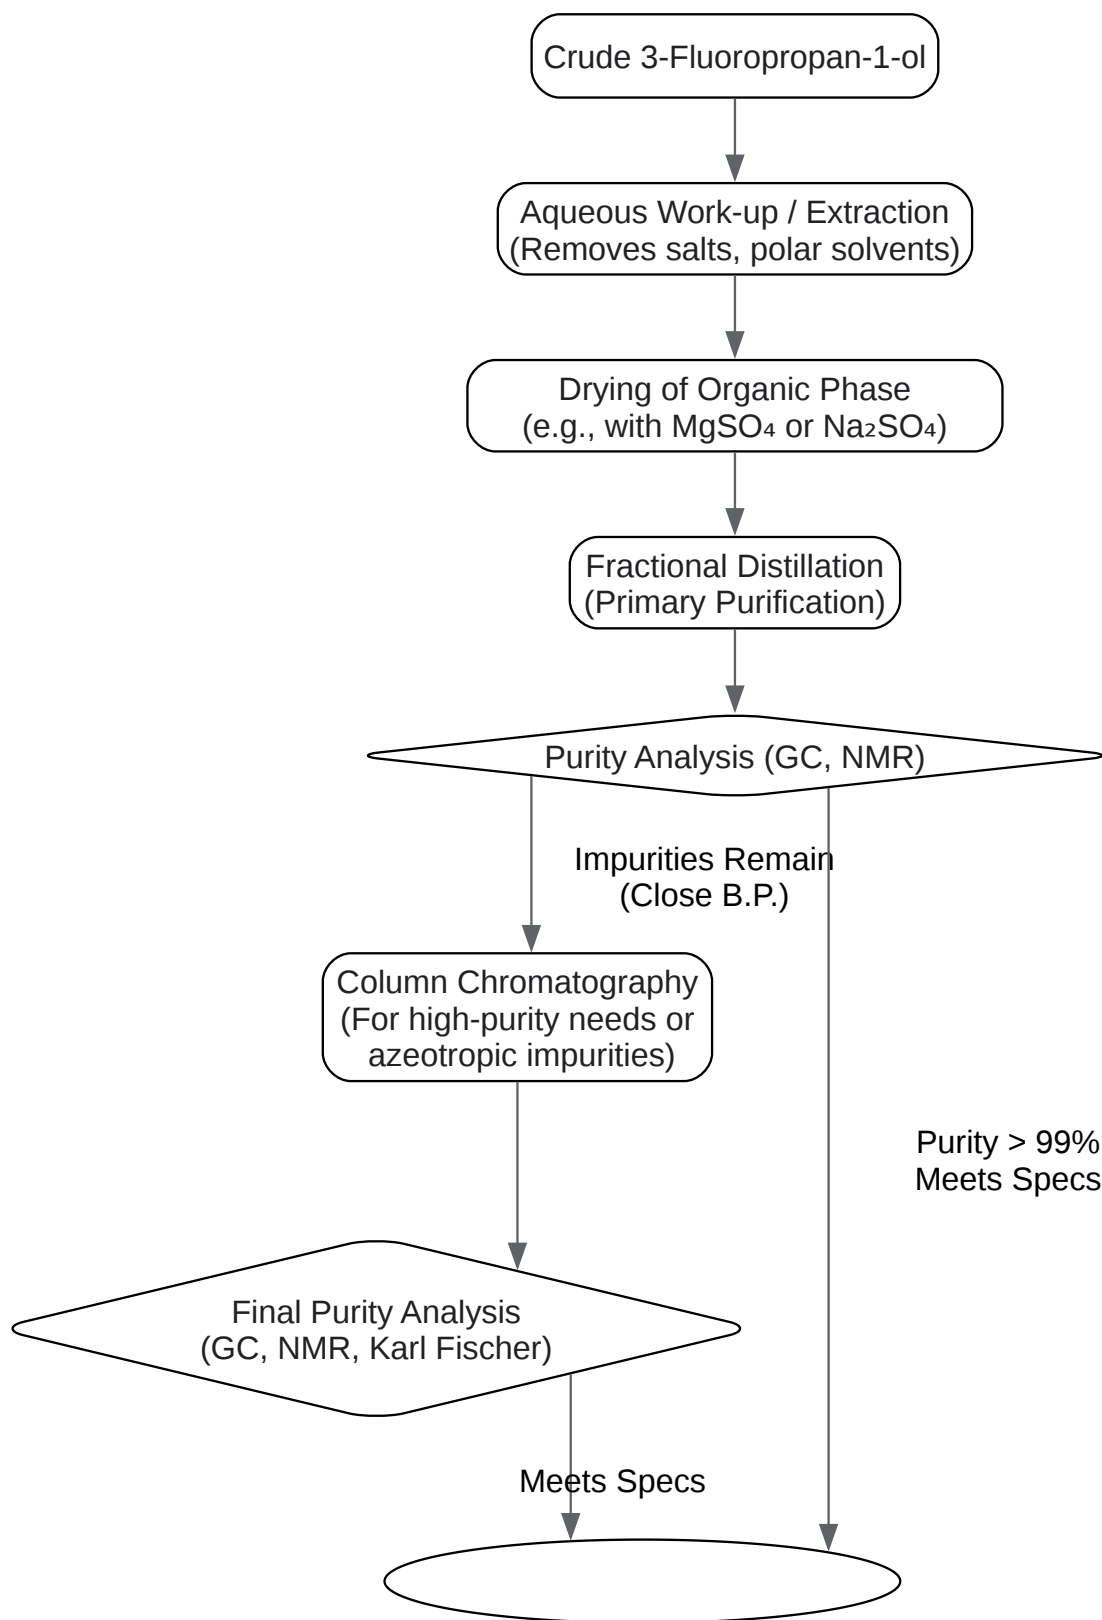 Crude 3-Fluoropropan-1-ol
Aqueous Work-up / Extraction
(Removes salts, polar solvents)
Drying of Organic Phase
(e.g., with MgSO₄ or Na₂SO₄)
Fractional Distillation
(Primary Purification)
Purity Analysis (GC, NMR)
Impurities Remain
(Close B.P.)
Column Chromatography
(For high-purity needs or
azeotropic impurities)
Purity > 99%
Meets Specs
Final Purity Analysis
(GC, NMR, Karl Fischer)
Meets Specs